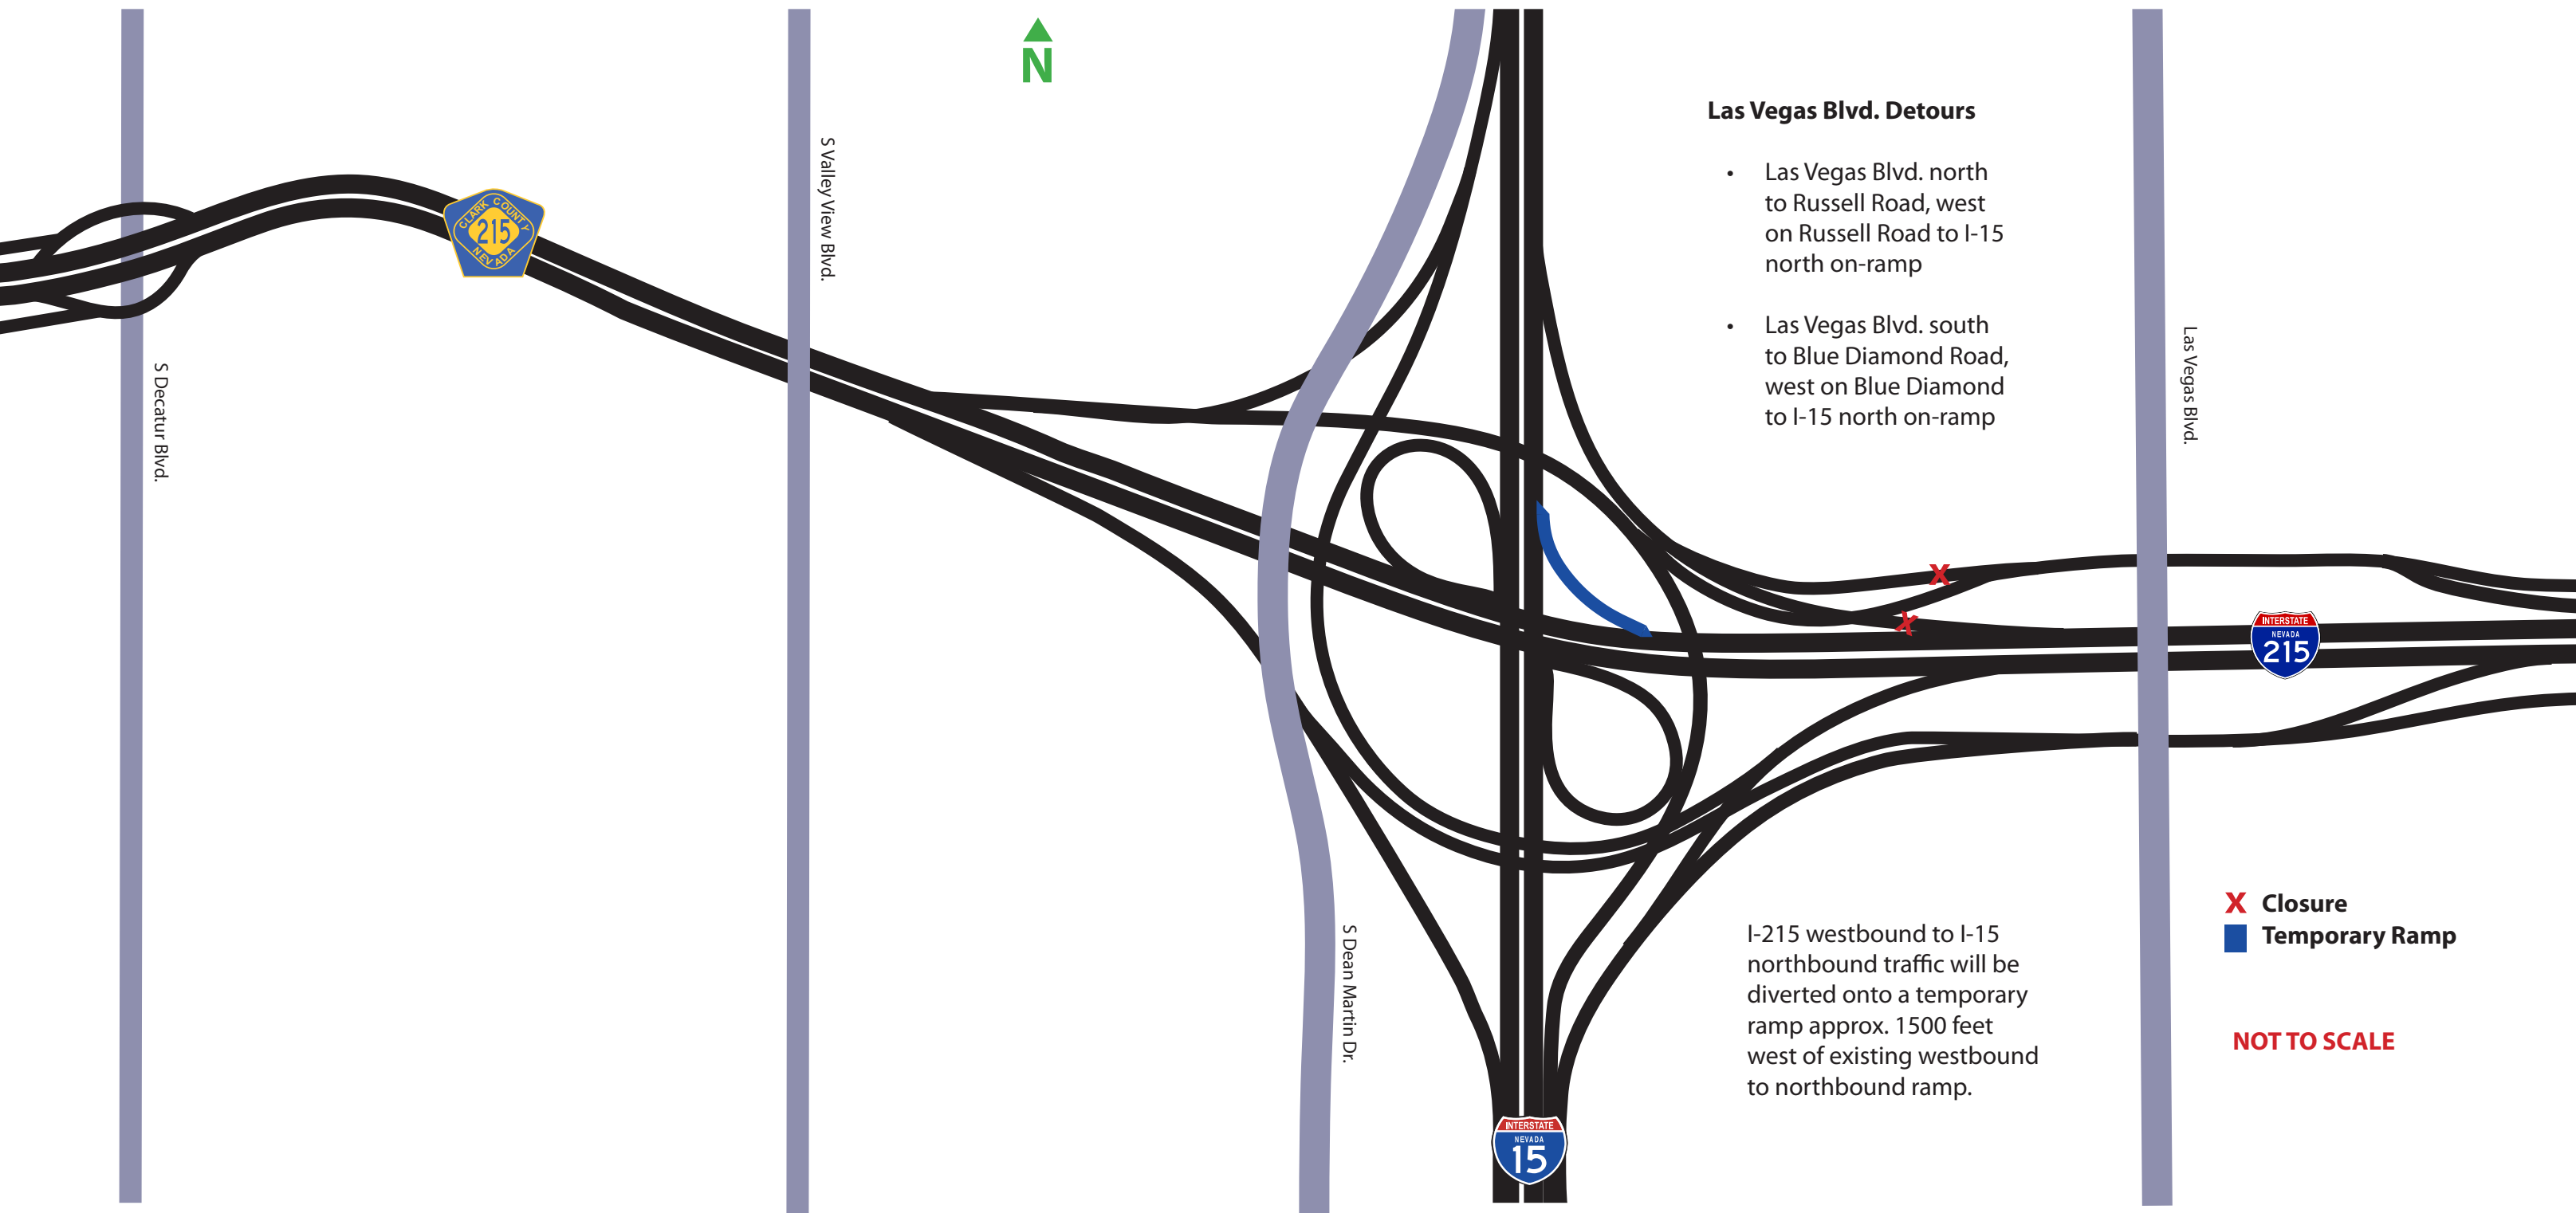 N
Las Vegas Blvd. Detours
• Las Vegas Blvd. north
to Russell Road, west
on Russell Road to I-15
north on-ramp
• Las Vegas Blvd. south
to Blue Diamond Road,
west on Blue Diamond
to I-15 north on-ramp
S Valley View Blvd.
CLARK COUNTY
215
NEVADA
S Decatur Blvd.
Las Vegas Blvd.
X
X
INTERSTATE
NEVADA
215
X Closure
Temporary Ramp
I-215 westbound to I-15
northbound traffic will be
diverted onto a temporary
ramp approx. 1500 feet
west of existing westbound
to northbound ramp.
S Dean Martin Dr.
NOT TO SCALE
INTERSTATE
NEVADA
15